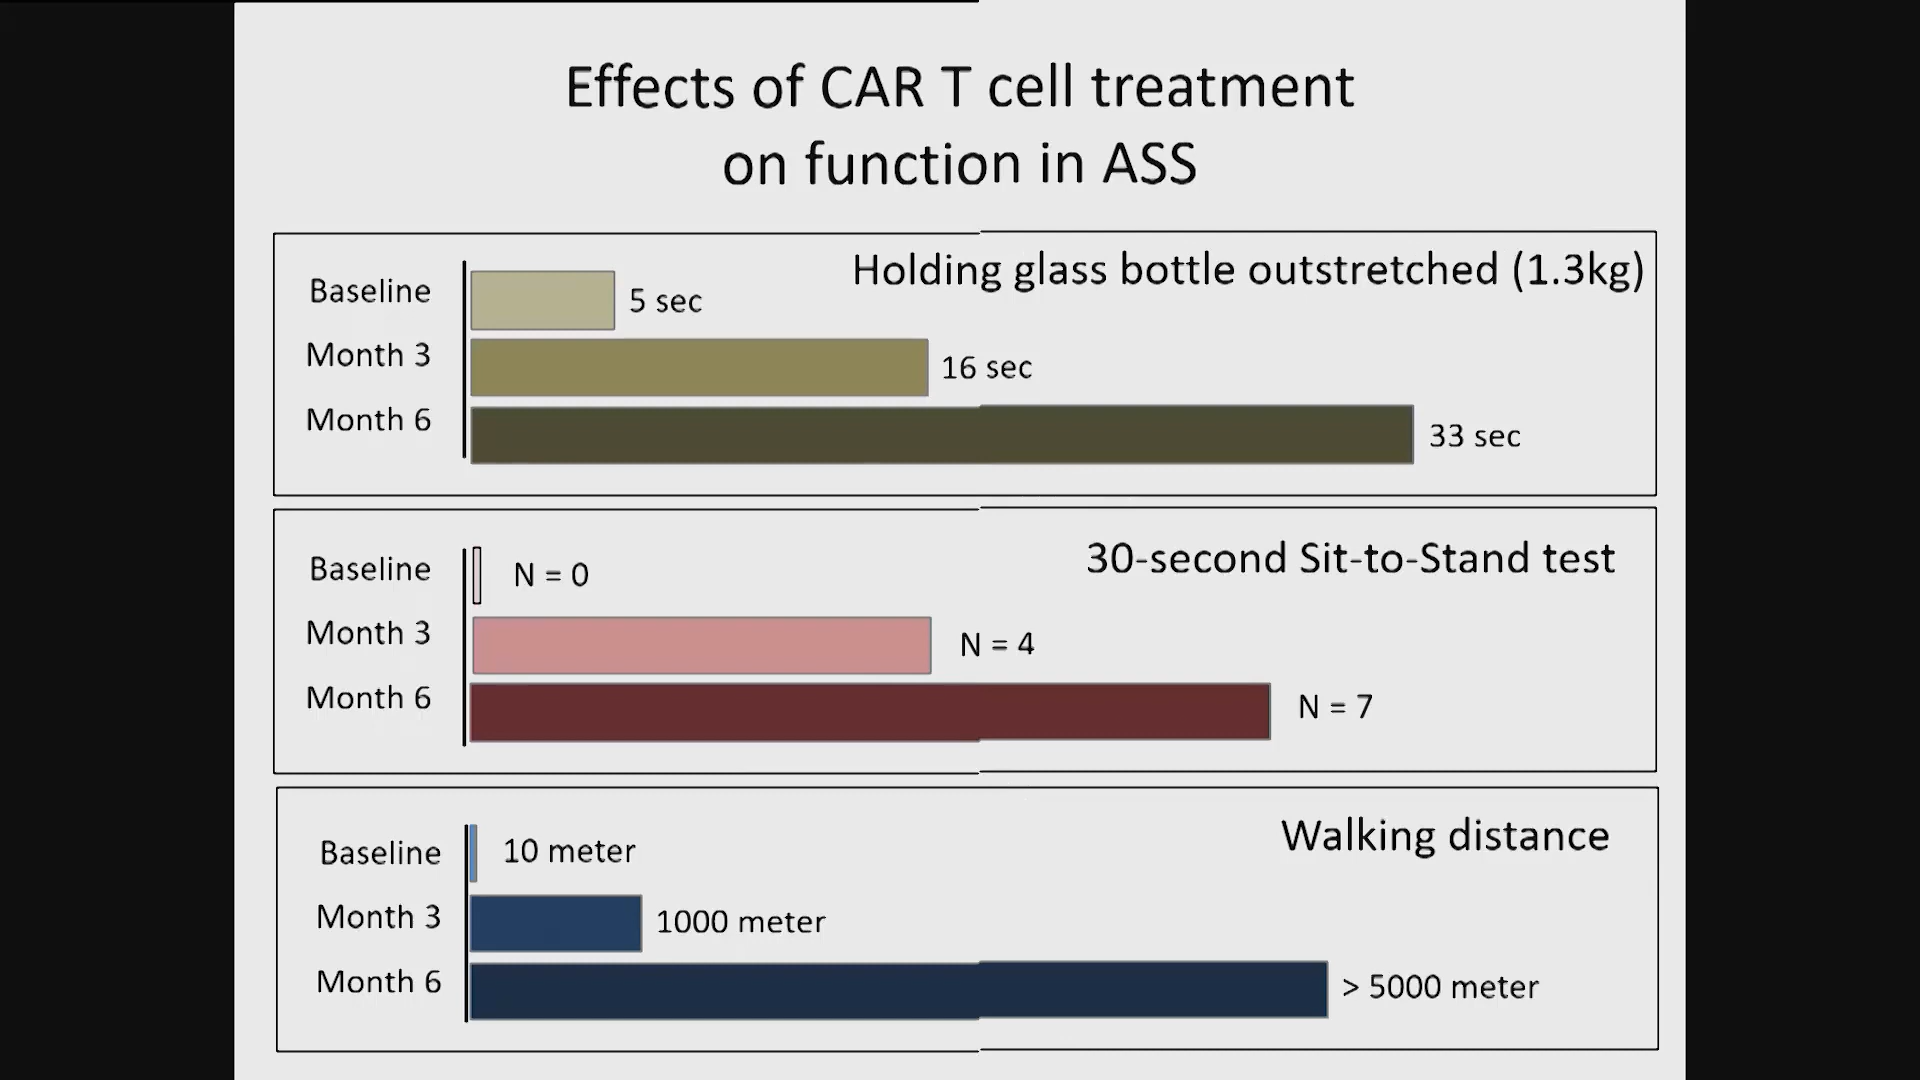 Effects of CAR T cell treatment
on function in ASS
Holding glass bottle outstretched (1.3kg)
Baseline
5 sec
Month 3
16 sec
Month 6
33 sec
30-second Sit-to-Stand test
Baseline
N = 0
Month 3
N = 4
Month 6
N = 7
Walking distance
Baseline
10 meter
Month 3
1000 meter
Month 6
> 5000 meter